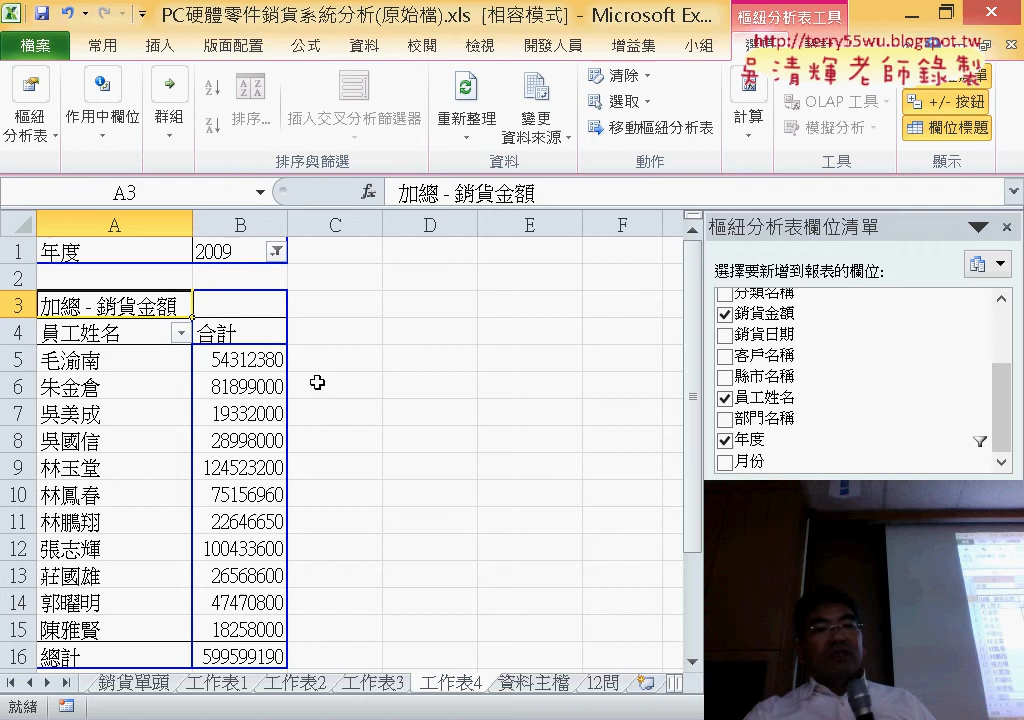 PC硬體零件銷貨系統分析(原始檔).xls [相容模式] - Microsoft Ex...
樞紐分析表工具
檔案 常用 插入 版面配置 公式 資料 校閱 檢視 開發人員 增益集 小組
http://terry55wu.blogspot.tw
吳清輝老師錄製
樞紐分析表 作用中欄位 群組 排序... 插入交叉分析篩選器 重新整理 變更資料來源 清除 選取 移動樞紐分析表 計算 OLAP 工具 模擬分析 +/- 按鈕 欄位標題
排序與篩選 資料 動作 工具 顯示
A3 fx 加總 - 銷貨金額
A B C D E F
1 年度 2009
2
3 加總 - 銷貨金額
4 員工姓名 合計
5 毛渝南 54312380
6 朱金倉 81899000
7 吳美成 19332000
8 吳國信 28998000
9 林玉堂 124523200
10 林鳳春 75156960
11 林鵬翔 22646650
12 張志輝 100433600
13 莊國雄 26568600
14 郭曜明 47470800
15 陳雅賢 18258000
16 總計 599599190
樞紐分析表欄位清單
選擇要新增到報表的欄位:
分類名稱
銷貨金額
銷貨日期
客戶名稱
縣市名稱
員工姓名
部門名稱
年度
月份
銷貨單頭 工作表1 工作表2 工作表3 工作表4 資料主檔 12問
就緒